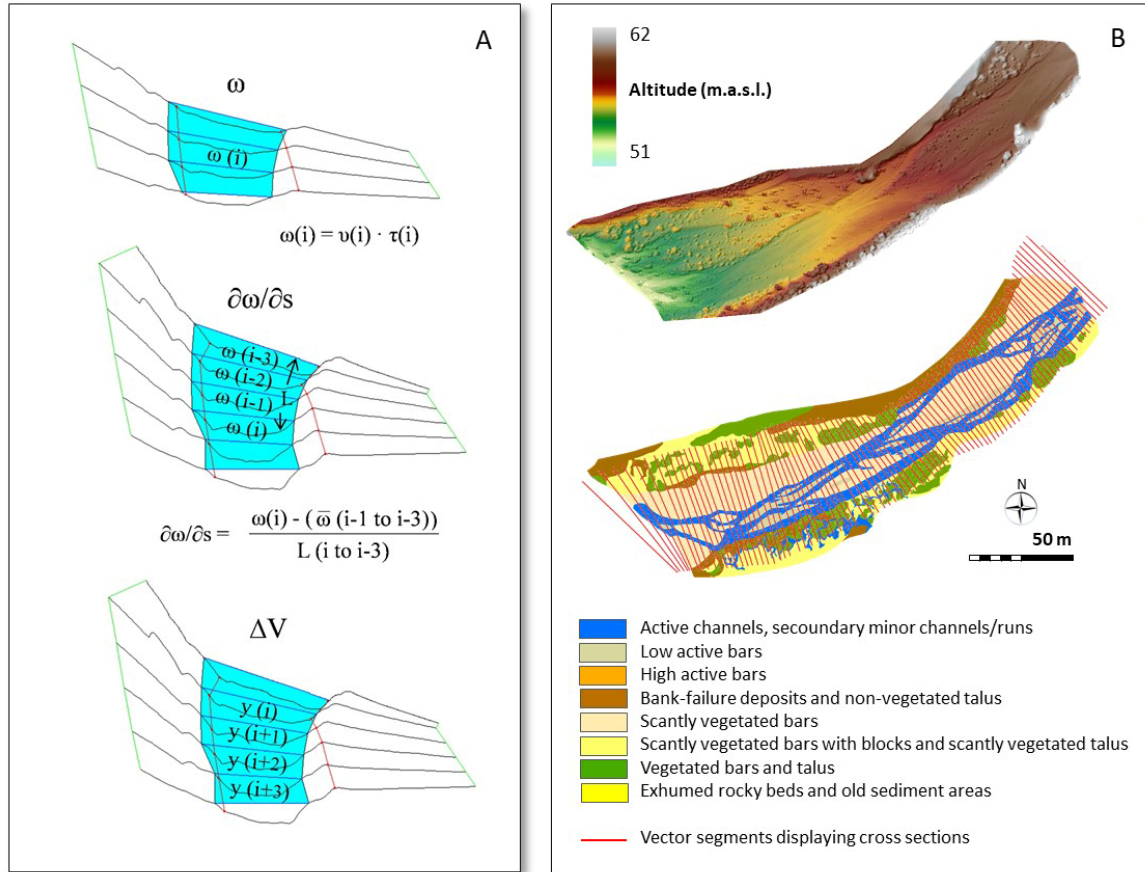 A
ω
ω (i)
ω(i) = υ(i) · τ(i)
∂ω/∂s
ω (i-3)
ω (i-2)
L
ω (i-1)
ω (i)
∂ω/∂s = ω(i) - (ω̅ (i-1 to i-3))
L (i to i-3)
ΔV
y (i)
y (i+1)
y (i+2)
y (i+3)
B
62
Altitude (m.a.s.l.)
51
N
50 m
Active channels, secoundary minor channels/runs
Low active bars
High active bars
Bank-failure deposits and non-vegetated talus
Scantly vegetated bars
Scantly vegetated bars with blocks and scantly vegetated talus
Vegetated bars and talus
Exhumed rocky beds and old sediment areas
Vector segments displaying cross sections